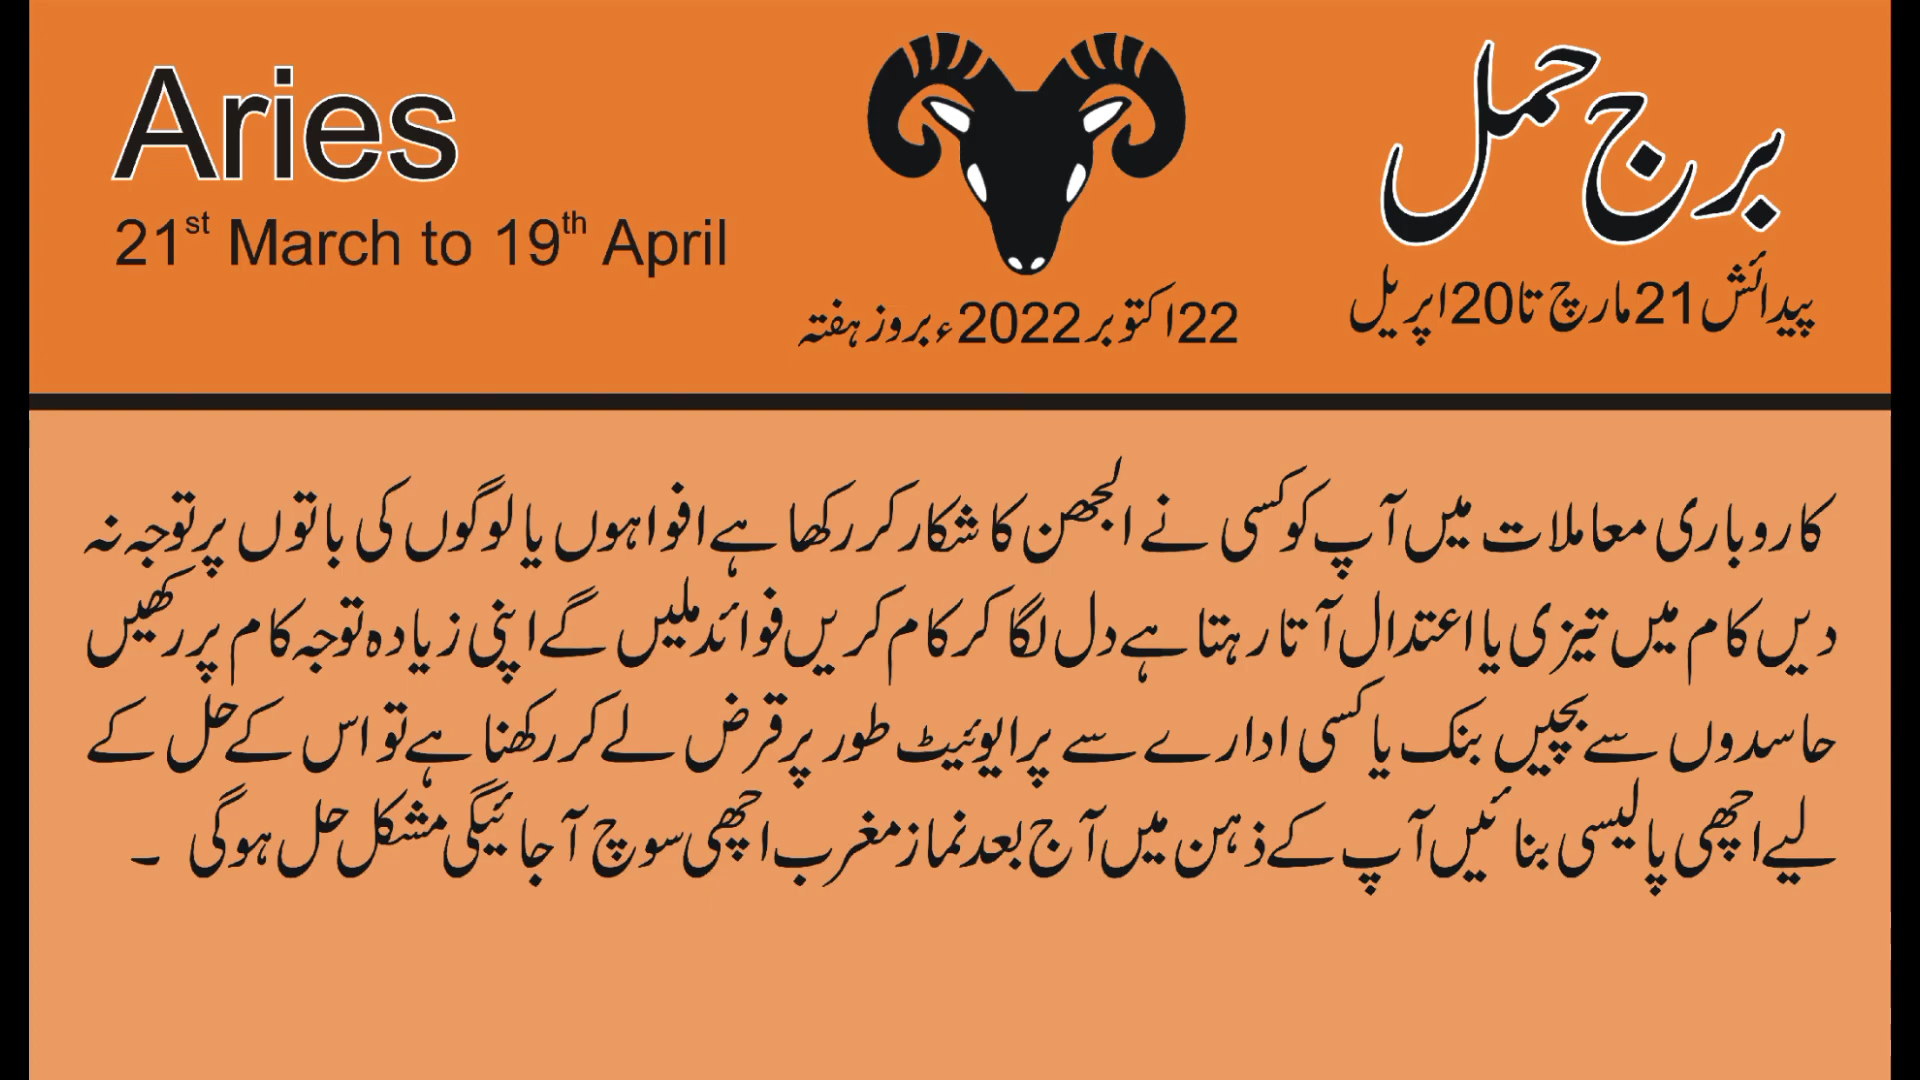 Aries
21st March to 19th April
برج حمل
پیدائش 21 مارچ تا 20 اپریل
22 اکتوبر 2022ء بروز ہفتہ
کاروباری معاملات میں آپ کو کسی نے الجھن کا شکار کر رکھا ہے افواہوں یا لوگوں کی باتوں پر توجہ نہ
دیں کام میں تیزی یا اعتدال آتا رہتا ہے دل لگا کر کام کریں فوائد ملیں گے اپنی زیادہ توجہ کام پر رکھیں
حاسدوں سے بچیں بنک یا کسی ادارے سے پرایوئیٹ طور پر قرض لے کر رکھنا ہے تو اس کے حل کے
لیے اچھی پالیسی بنائیں آپ کے ذہن میں آج بعد نماز مغرب اچھی سوچ آ جائیگی مشکل حل ہوگی ۔